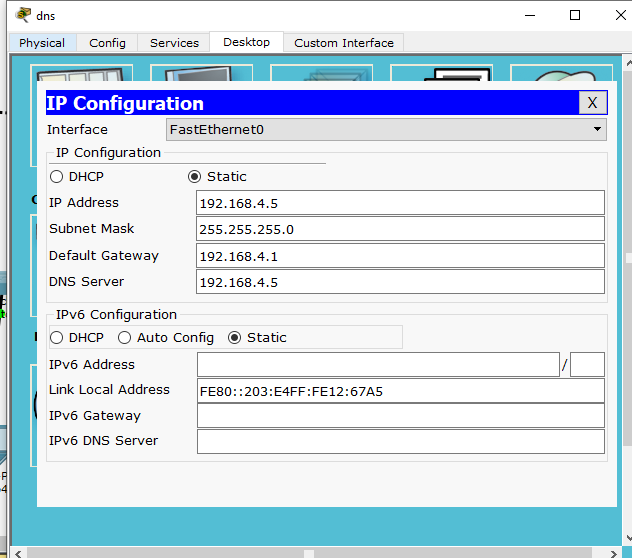 dns
Physical
Config
Services
Desktop
Custom Interface
IP Configuration
X
Interface
FastEthernet0
IP Configuration
DHCP
Static
IP Address
192.168.4.5
Subnet Mask
255.255.255.0
Default Gateway
192.168.4.1
DNS Server
192.168.4.5
IPv6 Configuration
DHCP
Auto Config
Static
IPv6 Address
/
Link Local Address
FE80::203:E4FF:FE12:67A5
IPv6 Gateway
IPv6 DNS Server